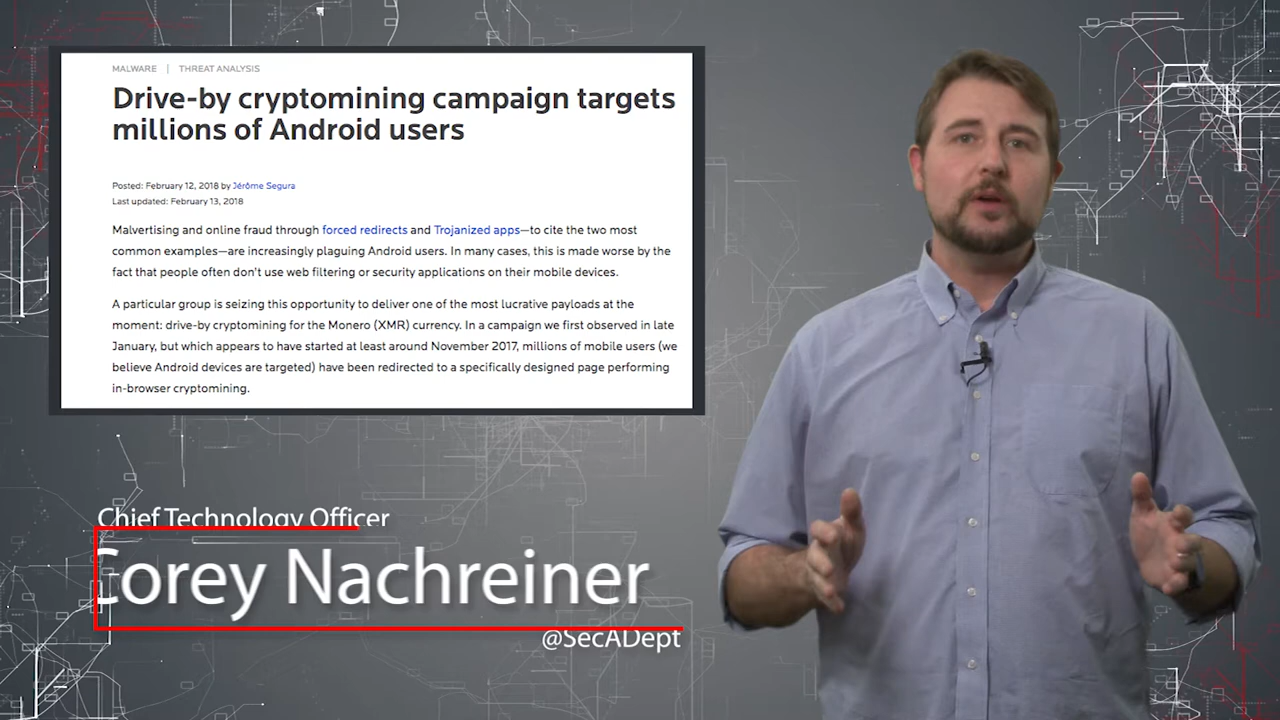 MALWARE | THREAT ANALYSIS
Drive-by cryptomining campaign targets
millions of Android users
Posted: February 12, 2018 by Jérôme Segura
Last updated: February 13, 2018
Malvertising and online fraud through forced redirects and Trojanized apps—to cite the two most
common examples—are increasingly plaguing Android users. In many cases, this is made worse by the
fact that people often don't use web filtering or security applications on their mobile devices.
A particular group is seizing this opportunity to deliver one of the most lucrative payloads at the
moment: drive-by cryptomining for the Monero (XMR) currency. In a campaign we first observed in late
January, but which appears to have started at least around November 2017, millions of mobile users (we
believe Android devices are targeted) have been redirected to a specifically designed page performing
in-browser cryptomining.
Chief Technology Officer
Corey Nachreiner
@SecADept